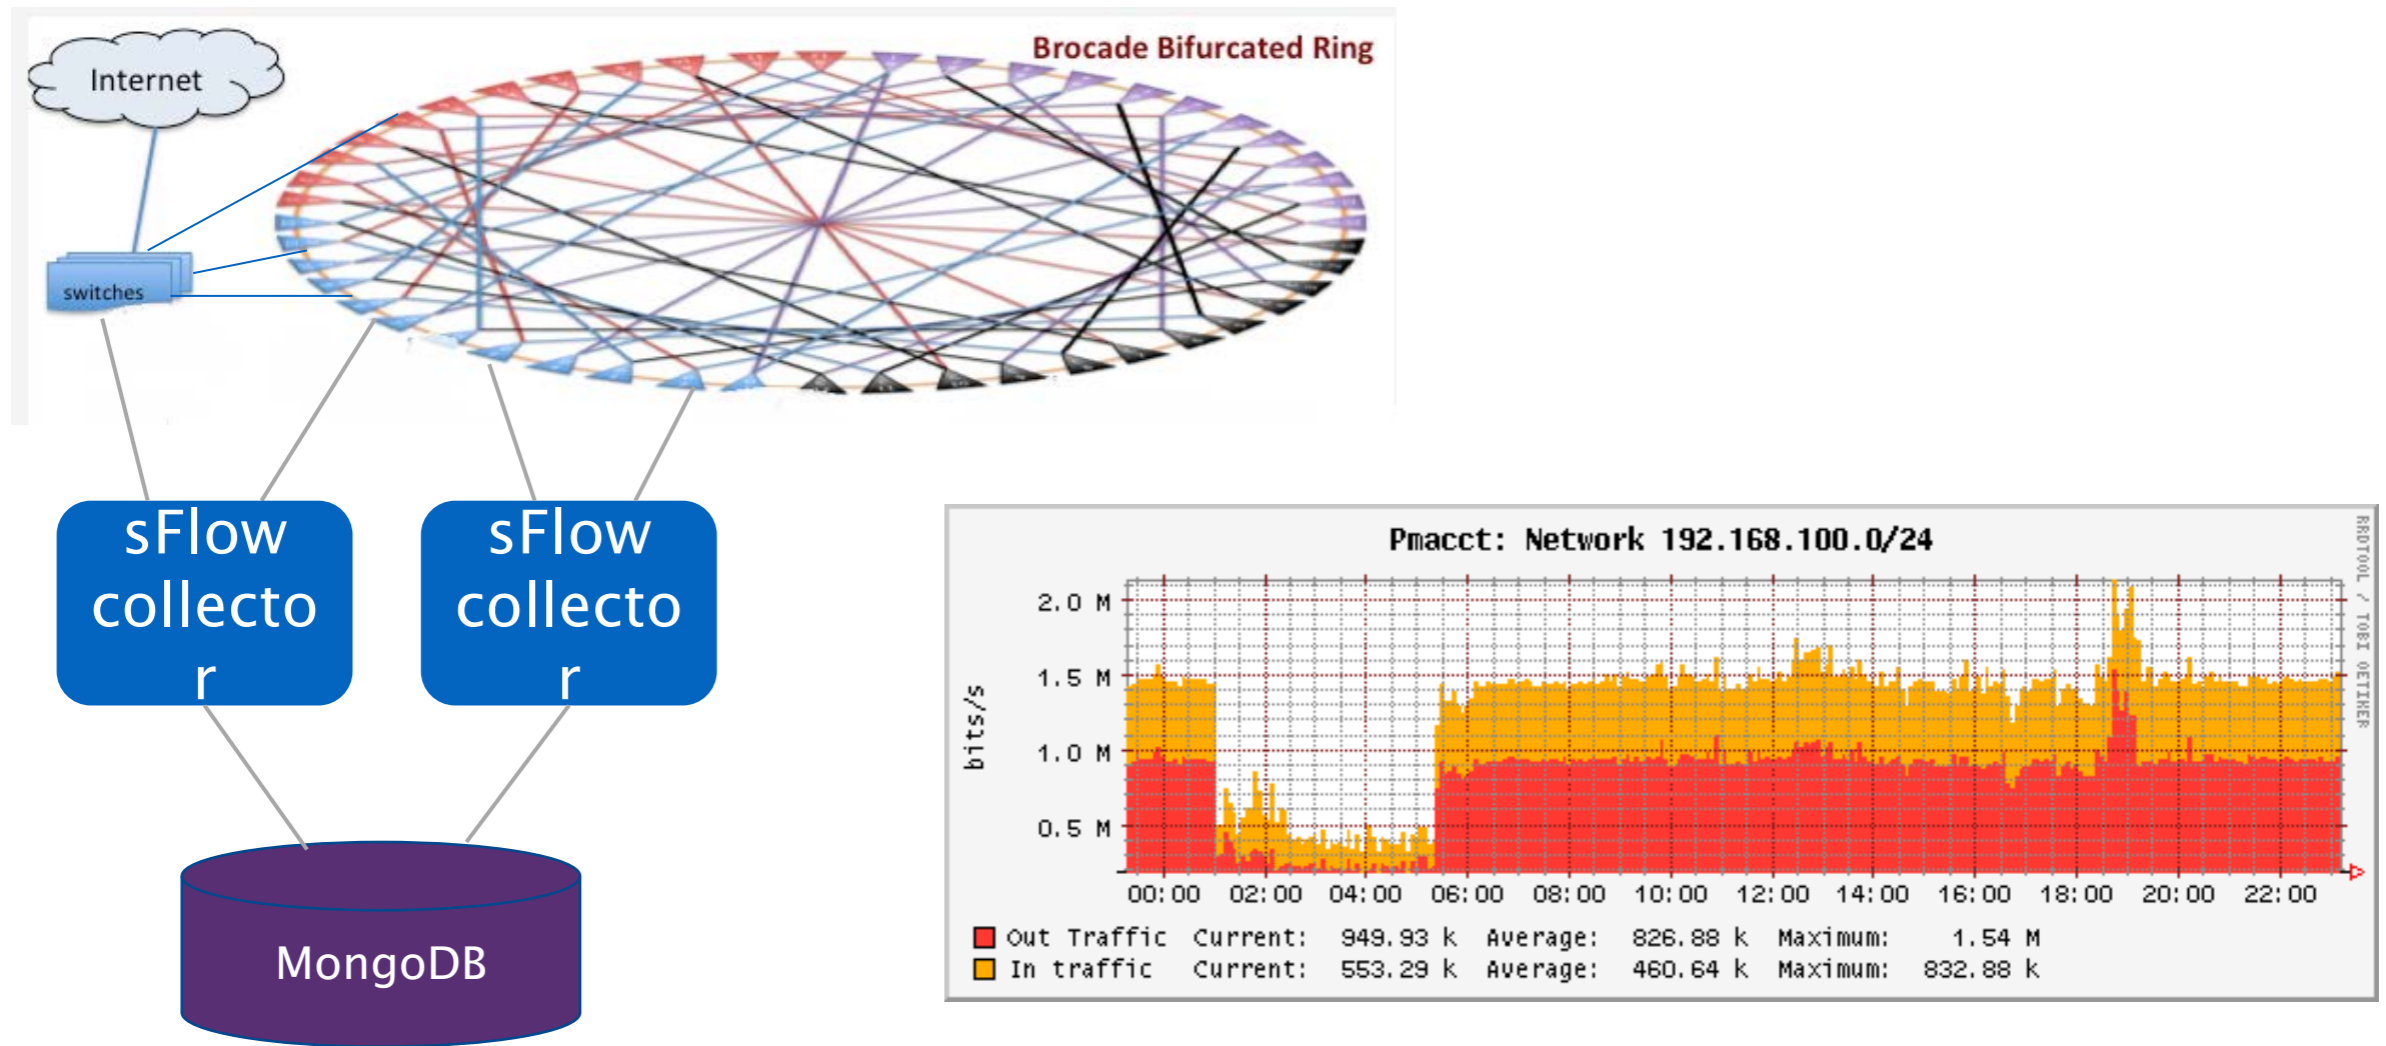 Brocade Bifurcated Ring
Internet
switches
sFlow
collecto
r
sFlow
collecto
r
MongoDB
Pmacct: Network 192.168.100.0/24
RRDTOOL / TOBI OETIKER
bits/s
2.0 M
1.5 M
1.0 M
0.5 M
00:00 02:00 04:00 06:00 08:00 10:00 12:00 14:00 16:00 18:00 20:00 22:00
Out Traffic Current: 949.93 k Average: 826.88 k Maximum: 1.54 M
In traffic Current: 553.29 k Average: 460.64 k Maximum: 832.88 k